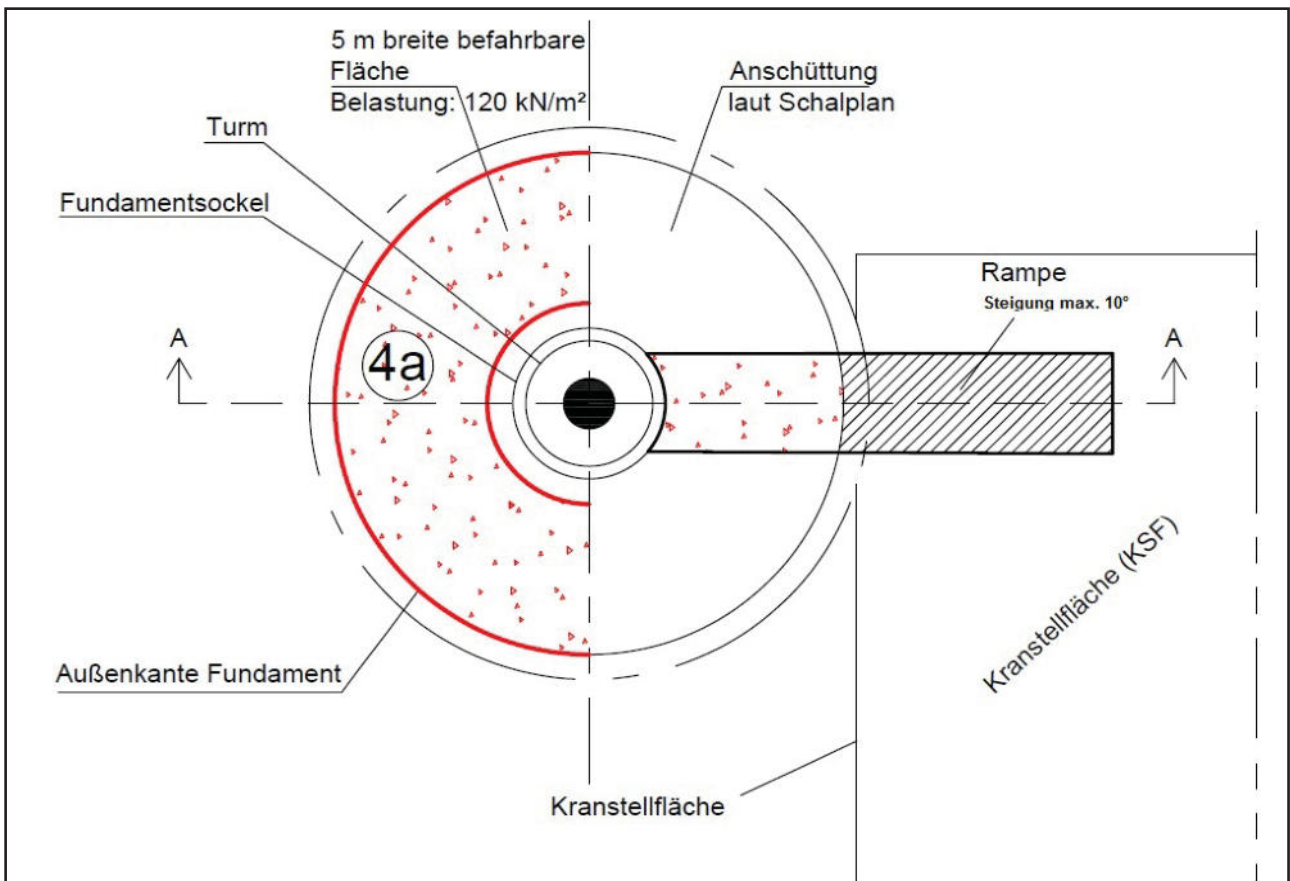 5 m breite befahrbare
Fläche
Belastung: 120 kN/m²
Anschüttung
laut Schalplan
Turm
Fundamentsockel
Rampe
Steigung max. 10°
A
4a
A
Kranstellfläche (KSF)
Außenkante Fundament
Kranstellfläche